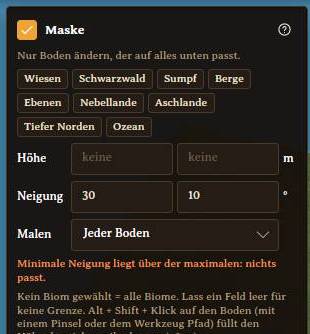 Maske
Nur Boden ändern, der auf alles unten passt.
Wiesen Schwarzwald Sumpf Berge
Ebenen Nebellande Aschlande
Tiefer Norden Ozean
Höhe keine keine m
Neigung 30 10 °
Malen Jeder Boden
Minimale Neigung liegt über der maximalen: nichts
passt.
Kein Biom gewählt = alle Biome. Lass ein Feld leer für
keine Grenze. Alt + Shift + Klick auf den Boden (mit
einem Pinsel oder dem Werkzeug Pfad) füllt den